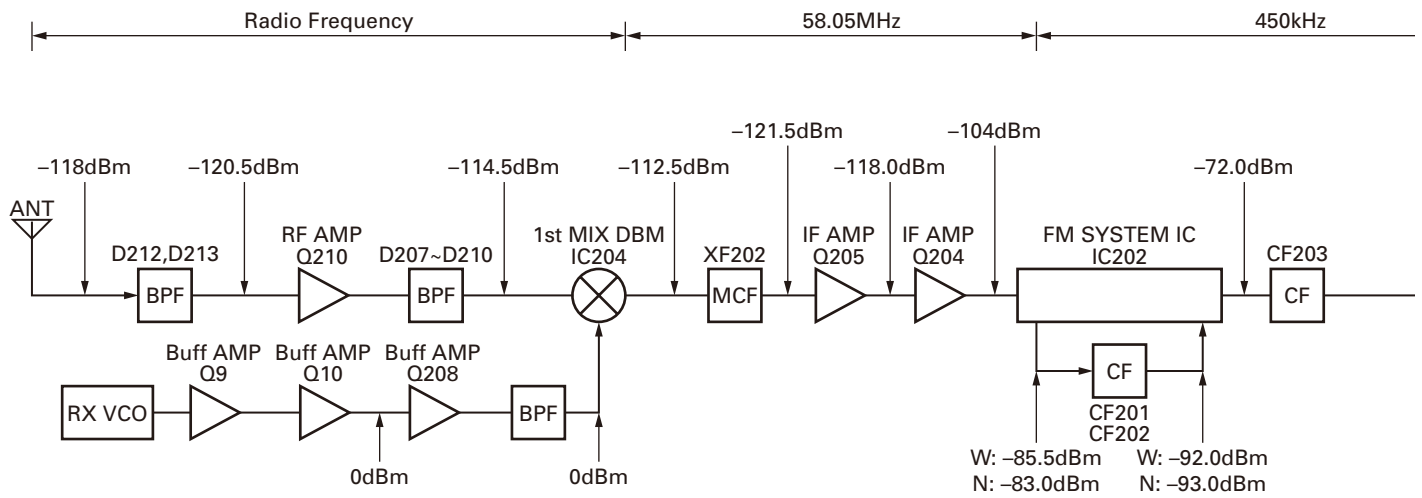 Radio Frequency
58.05MHz
450kHz
–121.5dBm
–104dBm
–118dBm
–120.5dBm
–114.5dBm
–112.5dBm
–118.0dBm
–72.0dBm
ANT
D212,D213
RF AMP
Q210
D207~D210
1st MIX DBM
IC204
XF202
IF AMP
Q205
IF AMP
Q204
FM SYSTEM IC
IC202
CF203
BPF
BPF
MCF
CF
Buff AMP
Q9
Buff AMP
Q10
Buff AMP
Q208
RX VCO
BPF
CF
CF201
CF202
0dBm
0dBm
W: –85.5dBm
N: –83.0dBm
W: –92.0dBm
N: –93.0dBm